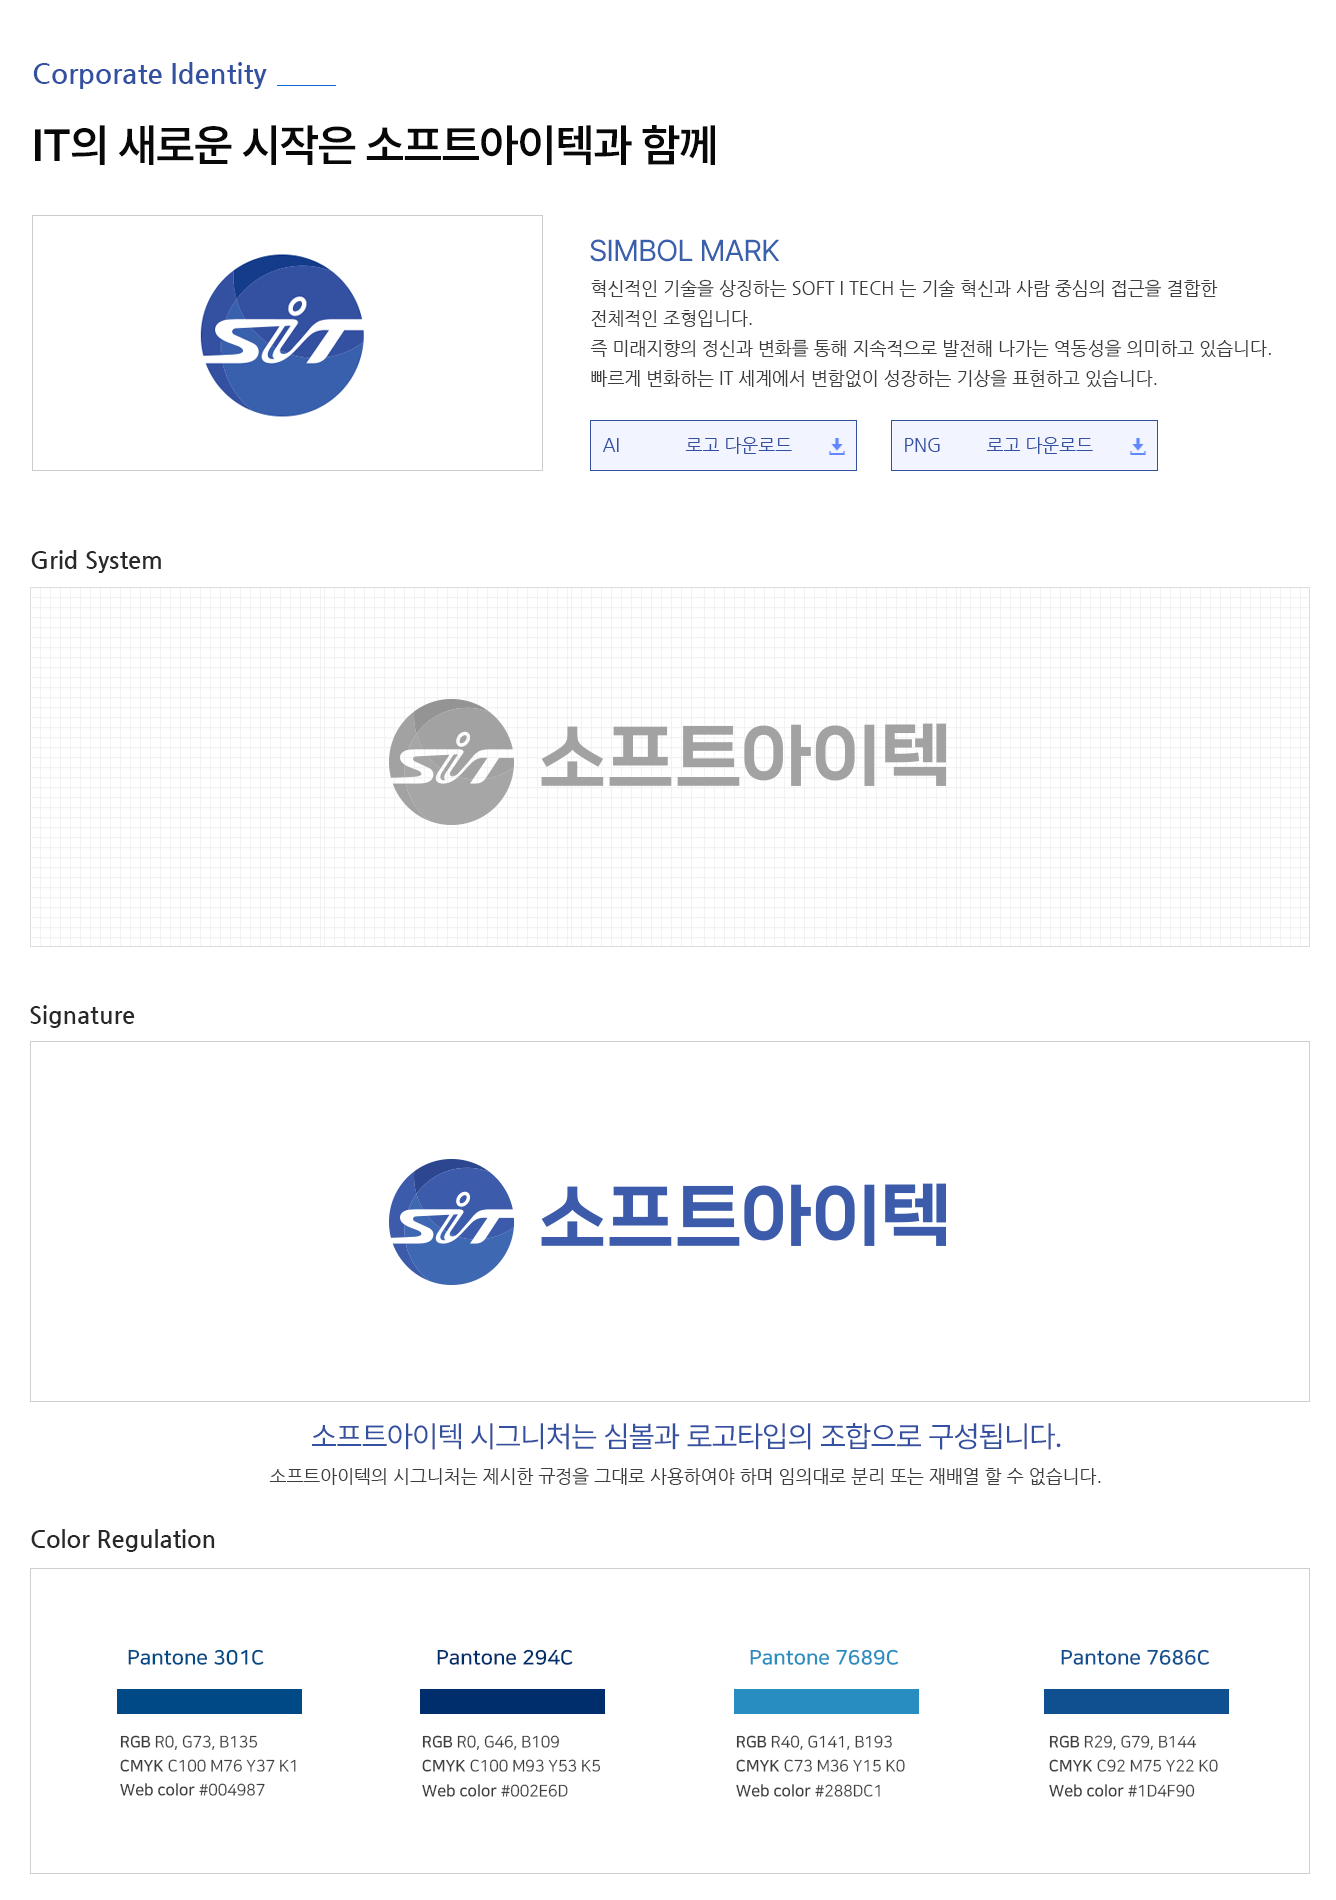 Corporate Identity
IT의 새로운 시작은 소프트아이텍과 함께
SiT
SIMBOL MARK
혁신적인 기술을 상징하는 SOFT I TECH 는 기술 혁신과 사람 중심의 접근을 결합한
전체적인 조형입니다.
즉 미래지향의 정신과 변화를 통해 지속적으로 발전해 나가는 역동성을 의미하고 있습니다.
빠르게 변화하는 IT 세계에서 변함없이 성장하는 기상을 표현하고 있습니다.
AI 로고 다운로드
PNG 로고 다운로드
Grid System
SiT 소프트아이텍
Signature
SiT 소프트아이텍
소프트아이텍 시그니처는 심볼과 로고타입의 조합으로 구성됩니다.
소프트아이텍의 시그니처는 제시한 규정을 그대로 사용하여야 하며 임의대로 분리 또는 재배열 할 수 없습니다.
Color Regulation
Pantone 301C
RGB R0, G73, B135
CMYK C100 M76 Y37 K1
Web color #004987
Pantone 294C
RGB R0, G46, B109
CMYK C100 M93 Y53 K5
Web color #002E6D
Pantone 7689C
RGB R40, G141, B193
CMYK C73 M36 Y15 K0
Web color #288DC1
Pantone 7686C
RGB R29, G79, B144
CMYK C92 M75 Y22 K0
Web color #1D4F90